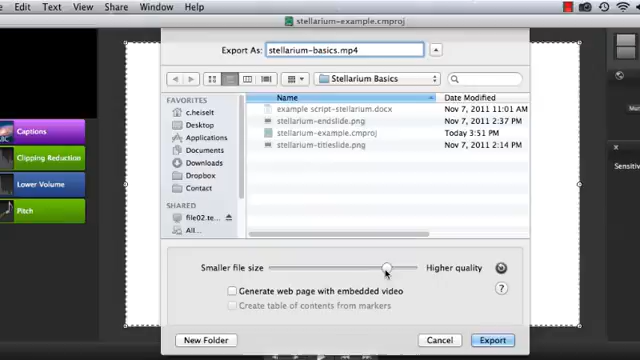 Edit View Text Share Window Help
stellarium-example.cmproj
Export As: stellarium-basics.mp4
Stellarium Basics
FAVORITES
c.heiselt
Desktop
Applications
Documents
Downloads
Dropbox
Contact
SHARED
file02.te...
All...
Name Date Modified
example script-stellarium.docx Nov 7, 2011 11:01 AM
stellarium-endslide.png Nov 7, 2011 2:37 PM
stellarium-example.cmproj Today 3:51 PM
stellarium-titleslide.png Nov 7, 2011 2:14 PM
Captions
Clipping Reduction
Lower Volume
Pitch
Smaller file size Higher quality
Generate web page with embedded video
Create table of contents from markers
New Folder Cancel Export